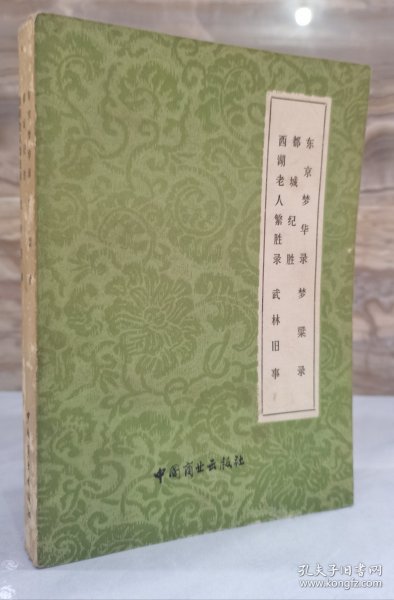 东京梦华录 梦粱录
都城纪胜
西湖老人繁胜录 武林旧事
中国商业出版社
孔夫子旧书网
www.kongfz.com